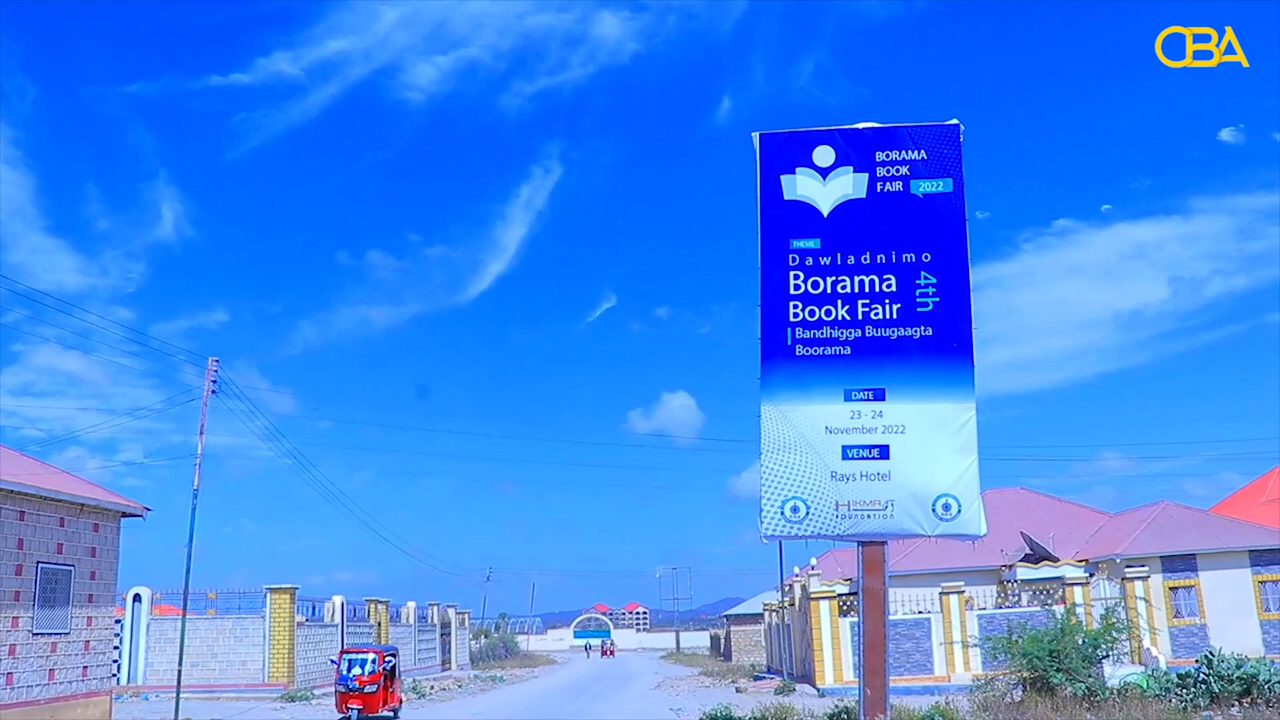 OBA
BORAMA
BOOK
FAIR 2022
THEME
Dawladnimo
Borama
Book Fair
4th
Bandhigga Buugaagta
Boorama
DATE
23 - 24
November 2022
VENUE
Rays Hotel
HIKMAAT
FOUNDATION